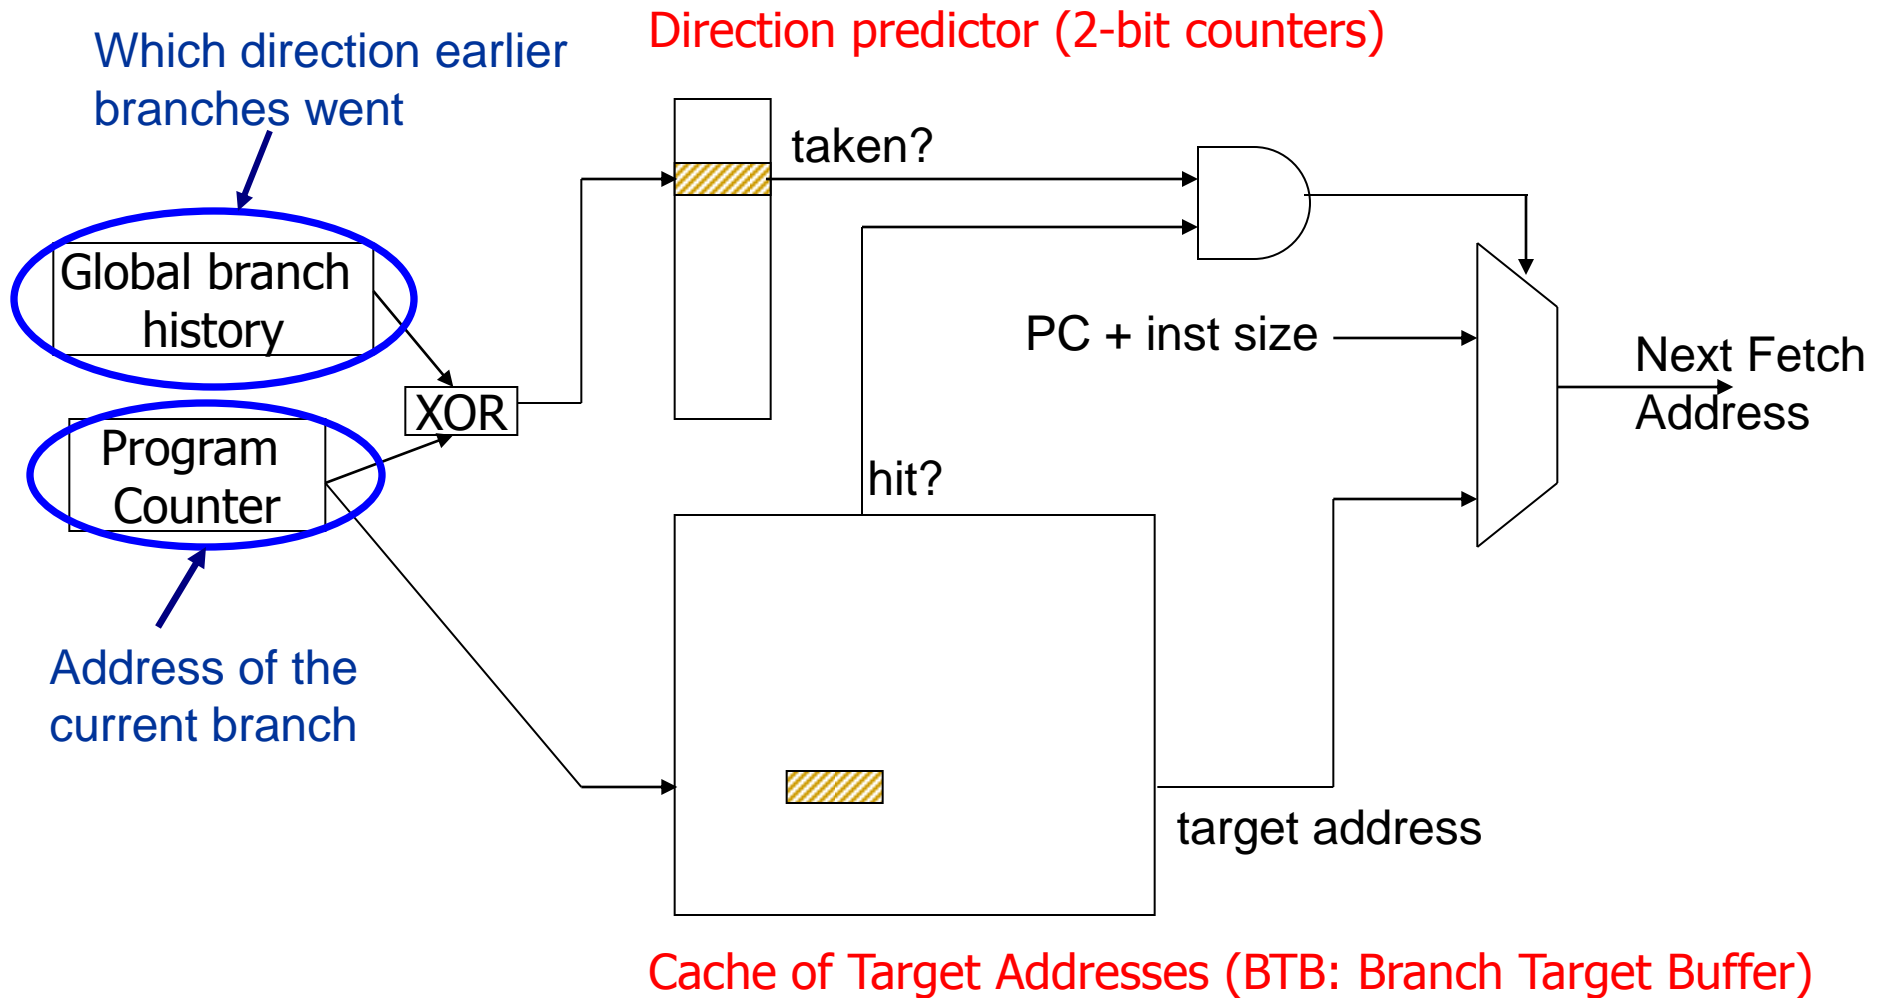 Direction predictor (2-bit counters)
Which direction earlier
branches went
taken?
Global branch
history
PC + inst size
Next Fetch
Address
XOR
Program
Counter
hit?
Address of the
current branch
target address
Cache of Target Addresses (BTB: Branch Target Buffer)